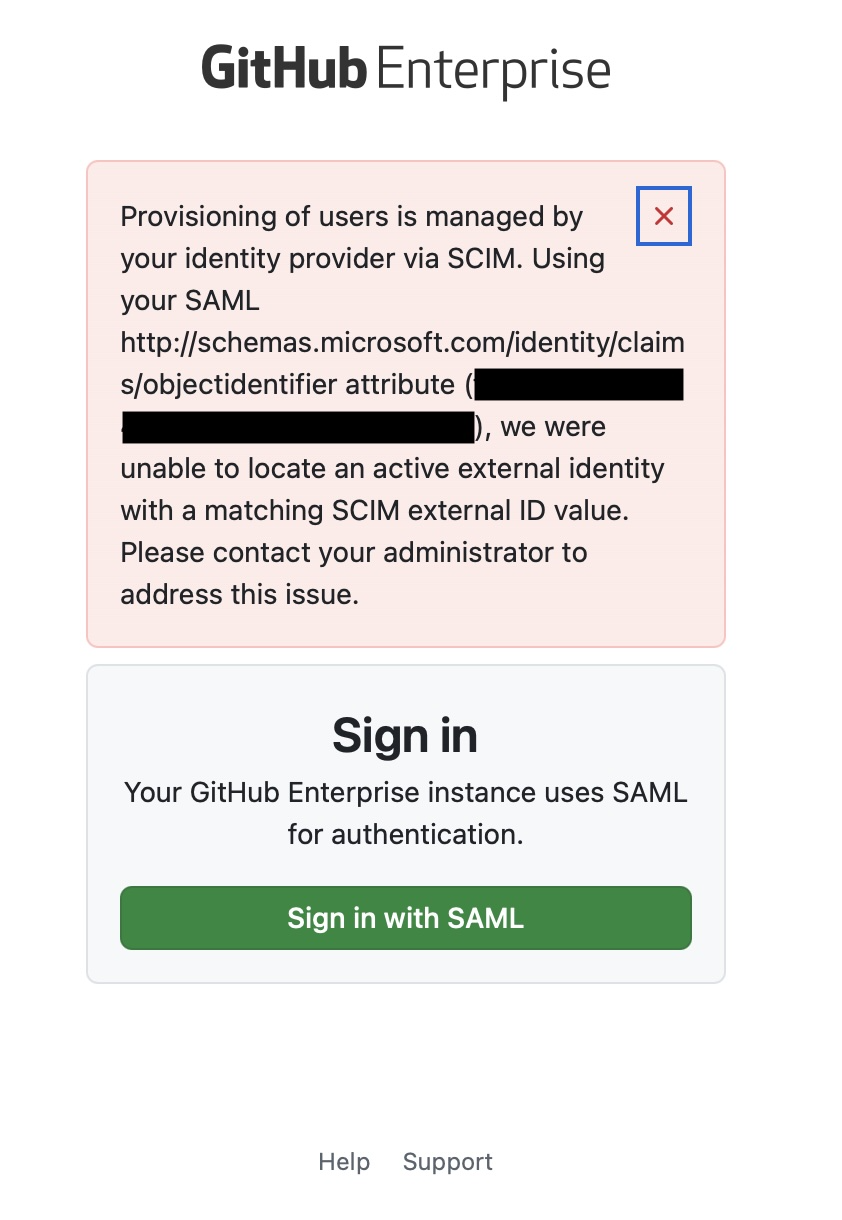 GitHub Enterprise
Provisioning of users is managed by
your identity provider via SCIM. Using
your SAML
http://schemas.microsoft.com/identity/claim
s/objectidentifier attribute (
), we were
unable to locate an active external identity
with a matching SCIM external ID value.
Please contact your administrator to
address this issue.
Sign in
Your GitHub Enterprise instance uses SAML
for authentication.
Sign in with SAML
Help Support